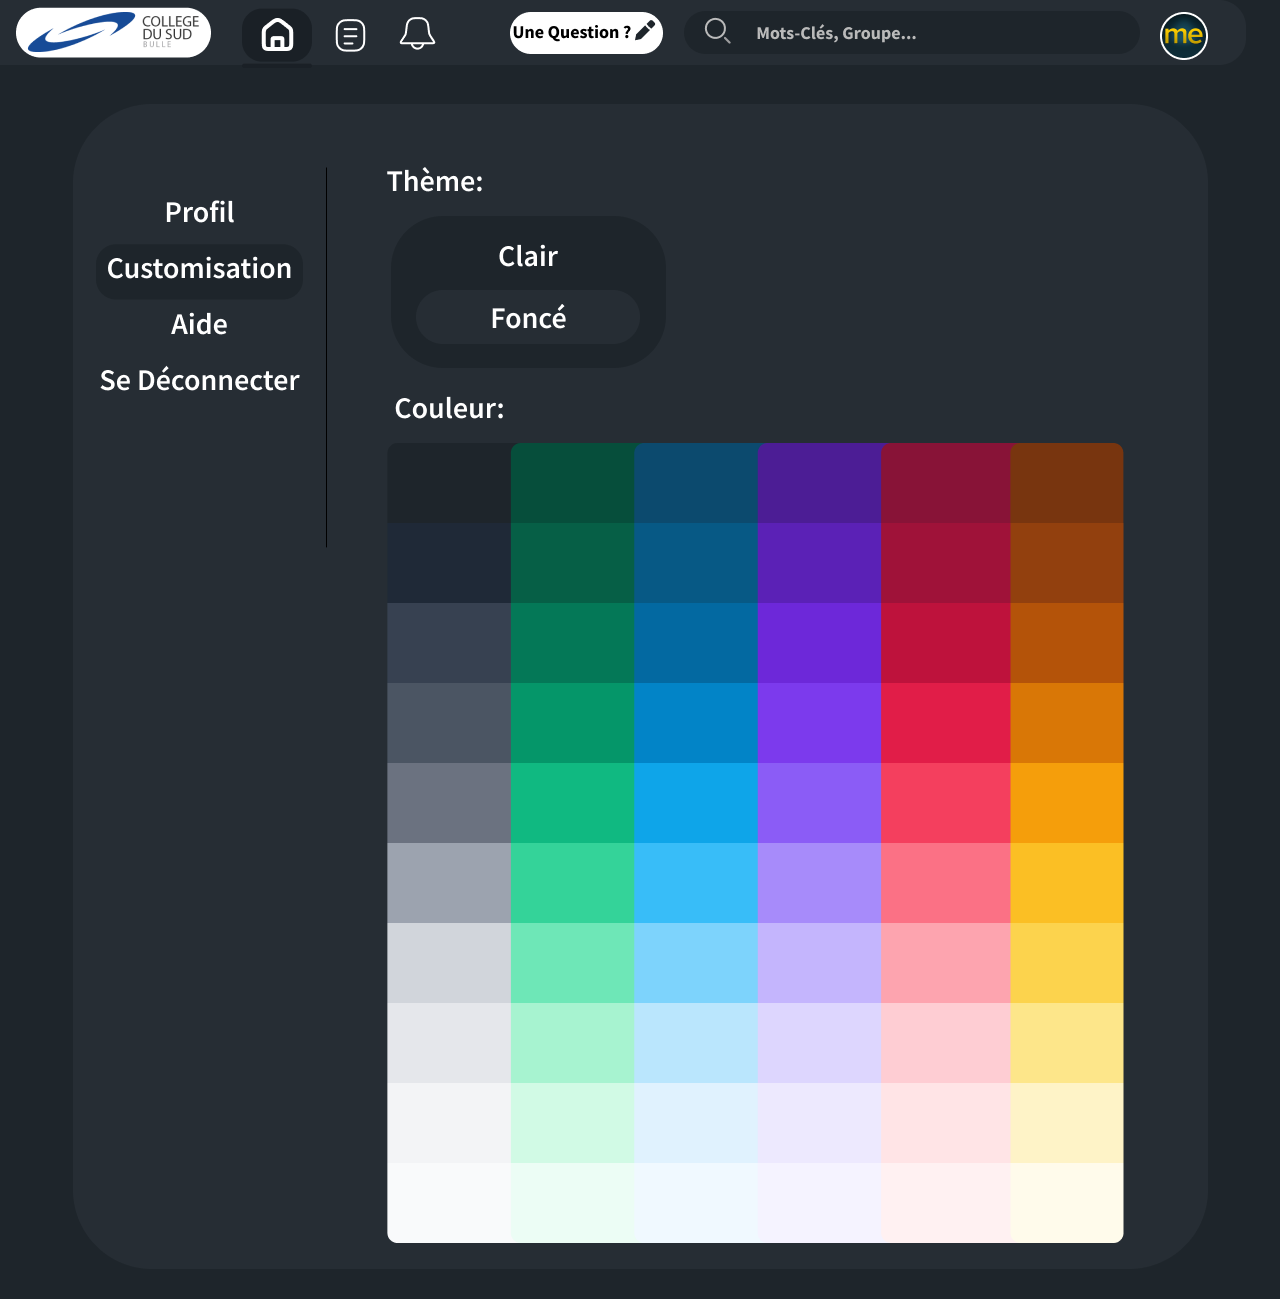 COLLEGE
DU SUD
BULLE
Une Question ?
Mots-Clés, Groupe...
me
Profil
Customisation
Aide
Se Déconnecter
Thème:
Clair
Foncé
Couleur: